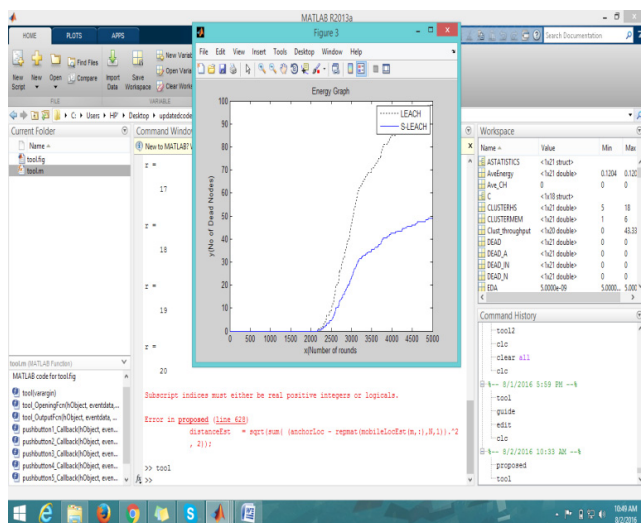 MATLAB R2013a
HOME
PLOTS
APPS
Search Documentation
New Script
New
Open
Find Files
Compare
Import Data
Save Workspace
New Varia
Open Varia
Clear Works
FILE
VARIABLE
C: Users HP Desktop updatedcode
Current Folder
Name
tool.fig
tool.m
tool.m (MATLAB Function)
MATLAB code for tool.fig
tool(varargin)
tool_OpeningFcn(hObject, eventdata, ...
tool_OutputFcn(hObject, eventdata, ...
pushbutton1_Callback(hObject, even...
pushbutton2_Callback(hObject, even...
pushbutton3_Callback(hObject, even...
pushbutton4_Callback(hObject, even...
pushbutton5_Callback(hObject, even...
Command Window
New to MATLAB?
r =
17
r =
18
r =
19
r =
20
Subscript indices must either be real positive integers or logicals.
Error in proposed (line 628)
distanceEst = sqrt(sum( (anchorLoc - repmat(mobileLocEst(m,:),N,1)).^2
, 2));
>> tool
fx >>
Figure 3
File Edit View Insert Tools Desktop Window Help
Energy Graph
LEACH
S-LEACH
y(No of Dead Nodes)
100
90
80
70
60
50
40
30
20
10
0
0 500 1000 1500 2000 2500 3000 3500 4000 4500 5000
x(Number of rounds
Workspace
Name Value Min Max
ASTATISTICS <1x1 struct>
AveEnergy <1x21 double> 0.1204 0.120
Ave_CH 0 0 0
C <1x18 struct>
CLUSTERHS <1x21 double> 5 18
CLUSTERMEM <1x21 double> 1 6
Clust_throughput <1x20 double> 0 43.33
DEAD <1x21 double> 0 0
DEAD_A <1x21 double> 0 0
DEAD_IN <1x21 double> 0 0
DEAD_N <1x21 double> 0 0
EDA 5.0000e-09 5.0000... 5.000
Command History
tool2
clc
clear all
clc
%-- 8/1/2016 5:59 PM --%
tool
guide
edit
clc
%-- 8/2/2016 10:33 AM --%
proposed
tool
10:49 AM
8/2/2016